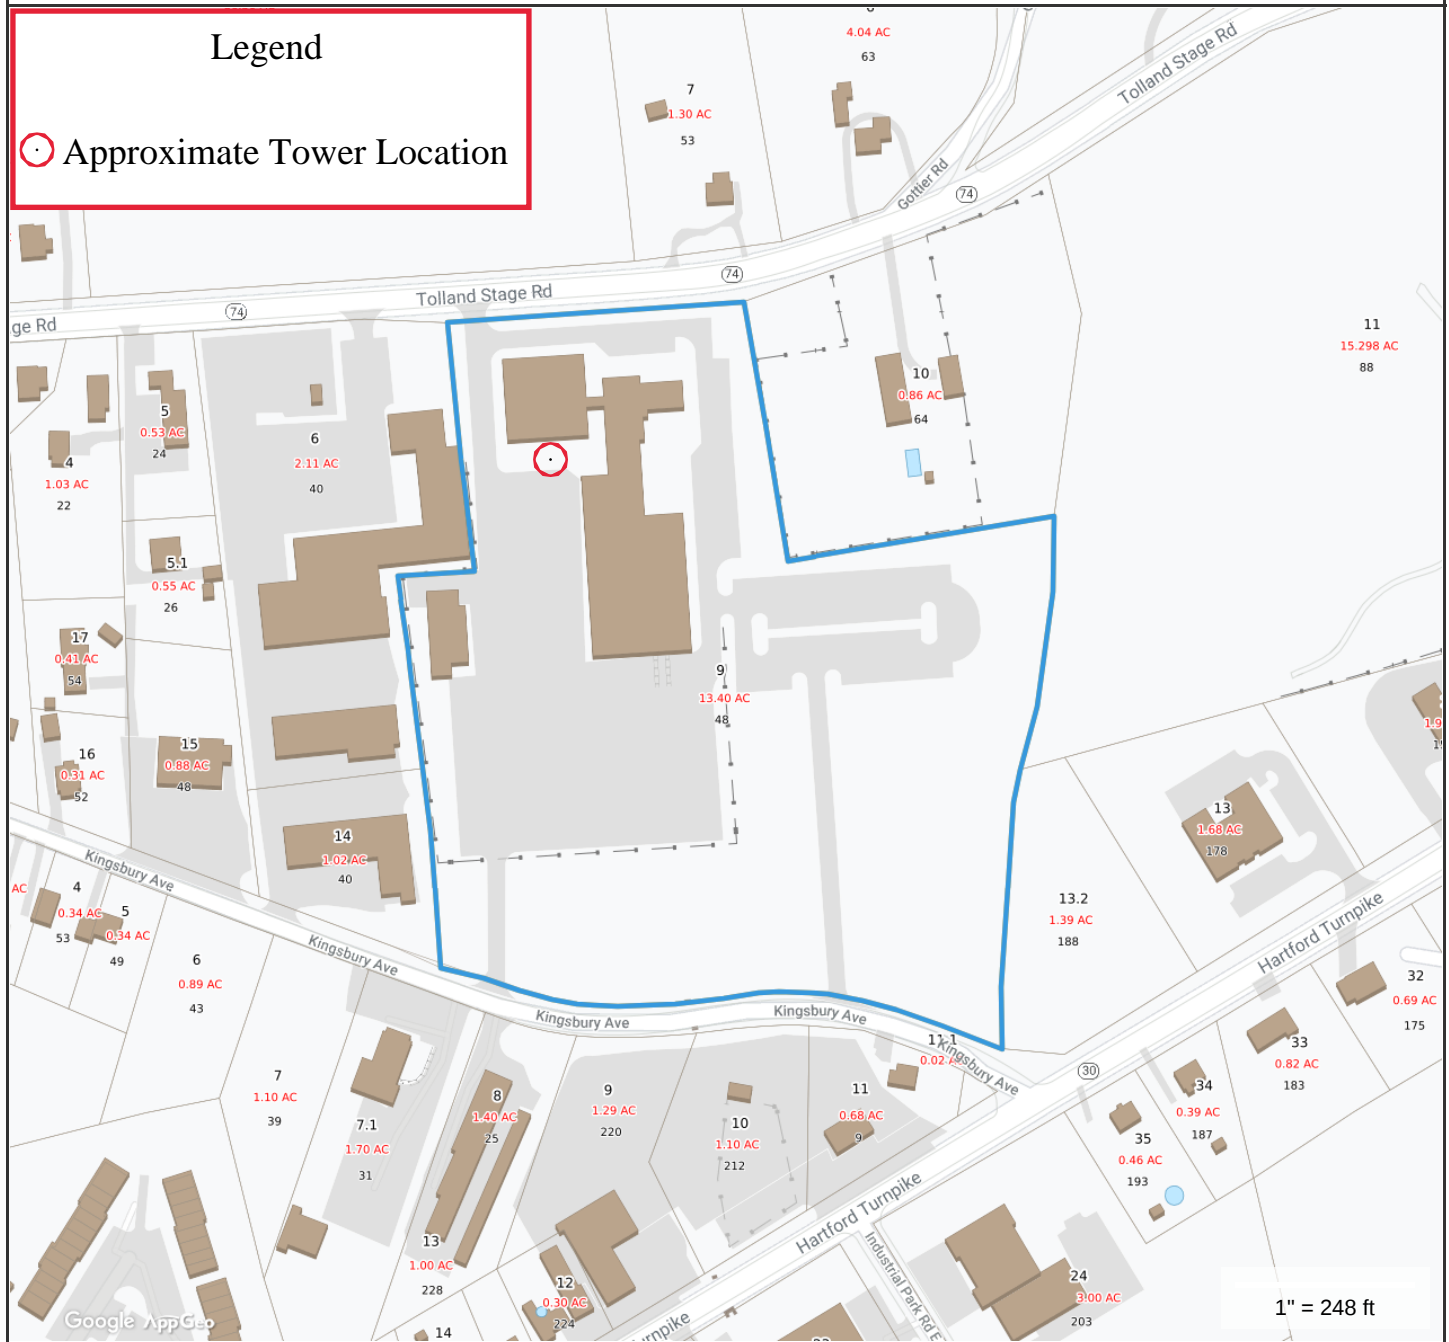 Legend
Approximate Tower Location
4.04 AC
63
7
1.30 AC
53
Tolland Stage Rd
Gottier Rd
74
74
Tolland Stage Rd
74
ge Rd
11
15.298 AC
88
10
0.86 AC
64
5
0.53 AC
24
6
2.11 AC
40
4
1.03 AC
22
5.1
0.55 AC
26
17
0.41 AC
54
9
13.40 AC
48
16
0.31 AC
52
15
0.88 AC
48
14
1.02 AC
40
13
1.68 AC
178
1.9
13.2
1.39 AC
188
Kingsbury Ave
AC
4
0.34 AC
53
5
0.34 AC
49
6
0.89 AC
43
Kingsbury Ave
Kingsbury Ave
Kingsbury Ave
Kingsbury Ave
11.1
0.02
Hartford Turnpike
30
32
0.69 AC
175
33
0.82 AC
183
34
0.39 AC
187
35
0.46 AC
193
7
1.10 AC
39
7.1
1.70 AC
31
8
1.40 AC
25
9
1.29 AC
220
10
1.10 AC
212
11
0.68 AC
9
13
1.00 AC
228
12
0.30 AC
224
14
Hartford Turnpike
Industrial Park Rd E
24
3.00 AC
203
Google AppGeo
1" = 248 ft